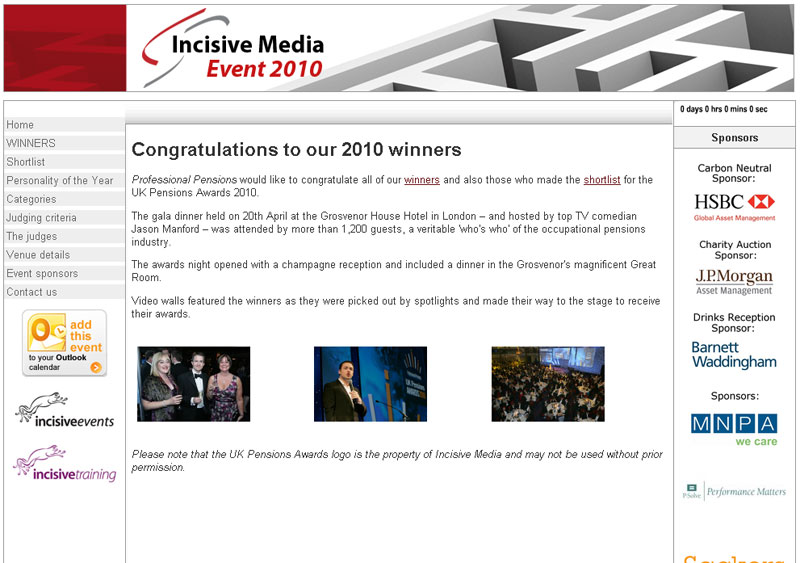 Incisive Media
Event 2010
0 days 0 hrs 0 mins 0 sec
Home
WINNERS
Shortlist
Personality of the Year
Categories
Judging criteria
The judges
Venue details
Event sponsors
Contact us
add
this
event
to your Outlook
calendar
incisiveevents
incisivetraining
Congratulations to our 2010 winners
Professional Pensions would like to congratulate all of our winners and also those who made the shortlist for the
UK Pensions Awards 2010.
The gala dinner held on 20th April at the Grosvenor House Hotel in London – and hosted by top TV comedian
Jason Manford – was attended by more than 1,200 guests, a veritable 'who's who' of the occupational pensions
industry.
The awards night opened with a champagne reception and included a dinner in the Grosvenor's magnificent Great
Room.
Video walls featured the winners as they were picked out by spotlights and made their way to the stage to receive
their awards.
Please note that the UK Pensions Awards logo is the property of Incisive Media and may not be used without prior
permission.
Sponsors
Carbon Neutral
Sponsor:
HSBC
Global Asset Management
Charity Auction
Sponsor:
J.P.Morgan
Asset Management
Drinks Reception
Sponsor:
Barnett
Waddingham
Sponsors:
MNPA
we care
P-Solve Performance Matters